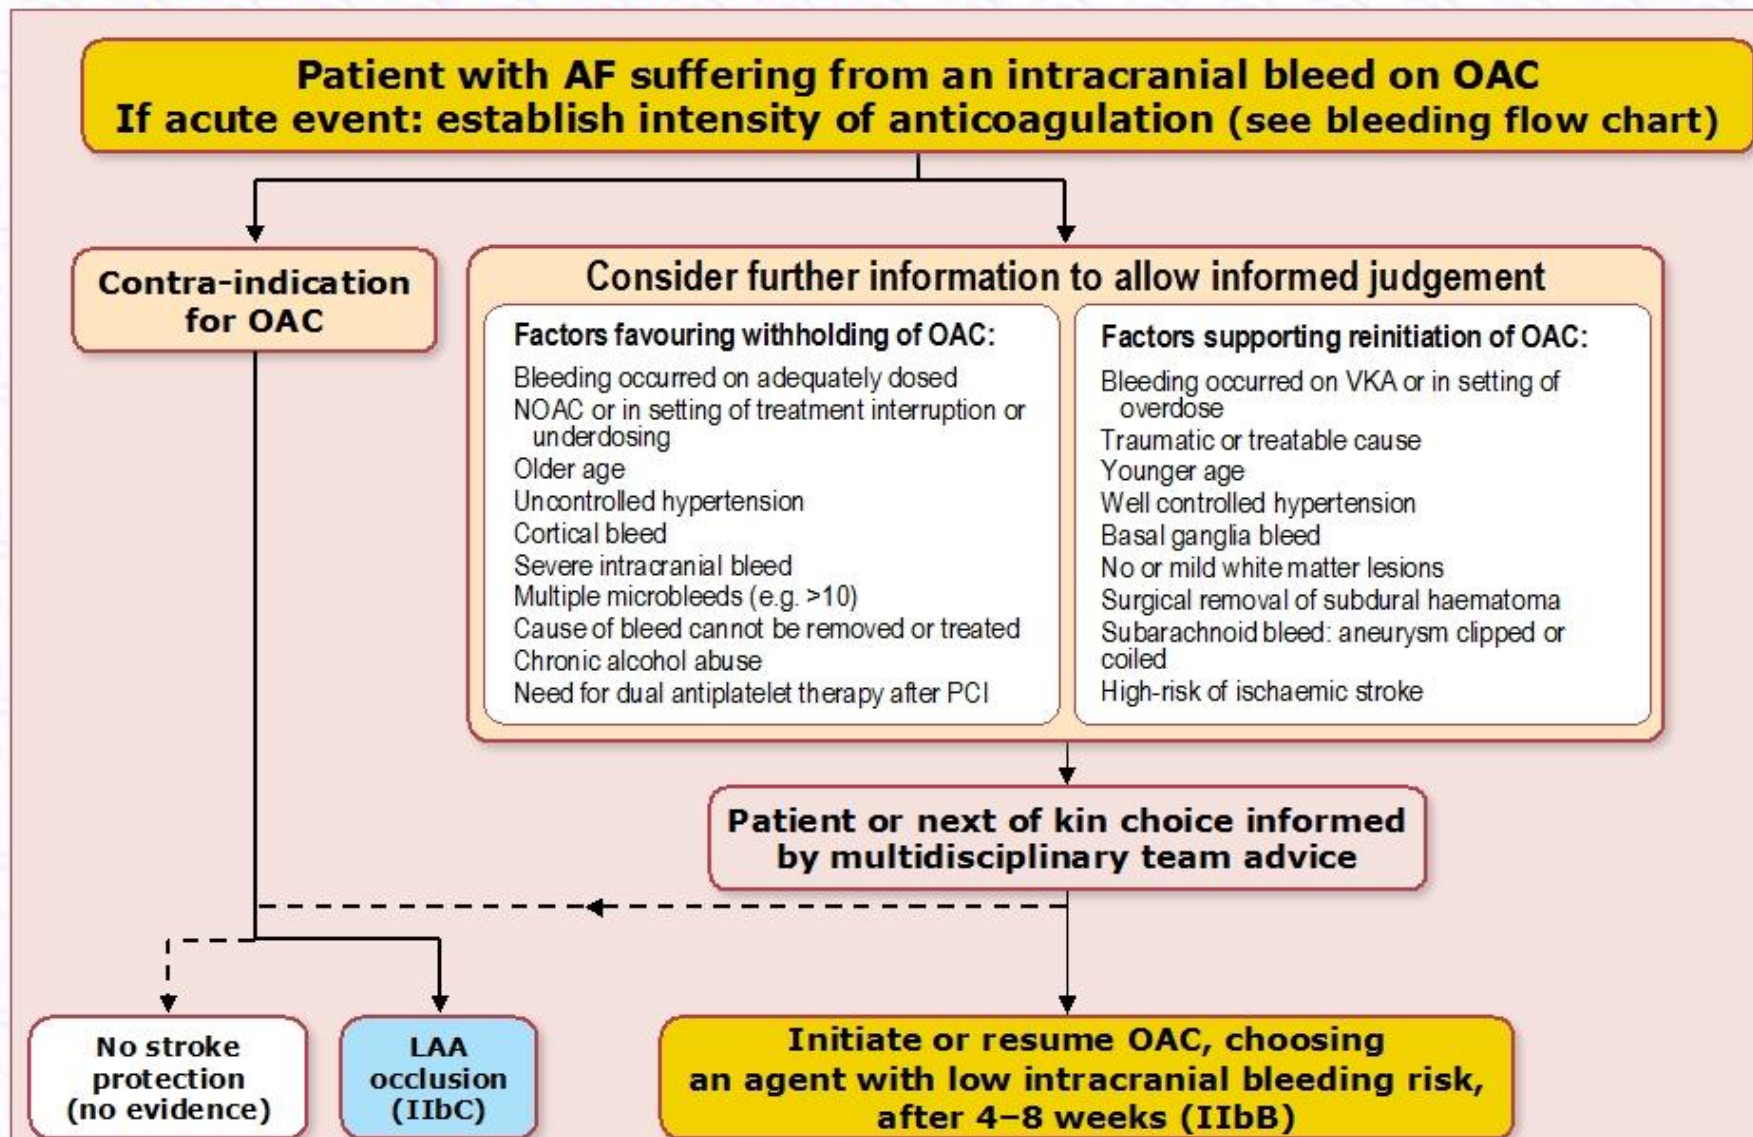 Patient with AF suffering from an intracranial bleed on OAC
If acute event: establish intensity of anticoagulation (see bleeding flow chart)
Contra-indication
for OAC
Consider further information to allow informed judgement
Factors favouring withholding of OAC:
Bleeding occurred on adequately dosed
NOAC or in setting of treatment interruption or
underdosing
Older age
Uncontrolled hypertension
Cortical bleed
Severe intracranial bleed
Multiple microbleeds (e.g. >10)
Cause of bleed cannot be removed or treated
Chronic alcohol abuse
Need for dual antiplatelet therapy after PCI
Factors supporting reinitiation of OAC:
Bleeding occurred on VKA or in setting of
overdose
Traumatic or treatable cause
Younger age
Well controlled hypertension
Basal ganglia bleed
No or mild white matter lesions
Surgical removal of subdural haematoma
Subarachnoid bleed: aneurysm clipped or
coiled
High-risk of ischaemic stroke
Patient or next of kin choice informed
by multidisciplinary team advice
No stroke
protection
(no evidence)
LAA
occlusion
(IIbC)
Initiate or resume OAC, choosing
an agent with low intracranial bleeding risk,
after 4–8 weeks (IIbB)